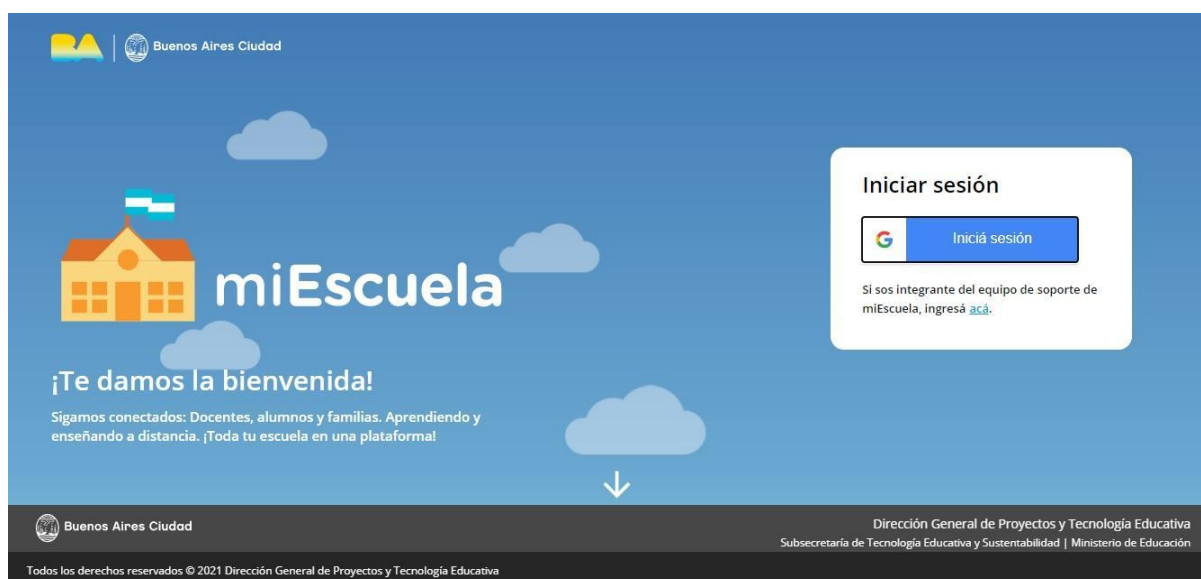 BA
Buenos Aires Ciudad
Iniciar sesión
Iniciá sesión
Si sos integrante del equipo de soporte de
miEscuela, ingresá acá.
miEscuela
¡Te damos la bienvenida!
Sigamos conectados: Docentes, alumnos y familias. Aprendiendo y
enseñando a distancia. ¡Toda tu escuela en una plataforma!
Buenos Aires Ciudad
Dirección General de Proyectos y Tecnología Educativa
Subsecretaría de Tecnología Educativa y Sustentabilidad | Ministerio de Educación
Todos los derechos reservados © 2021 Dirección General de Proyectos y Tecnología Educativa